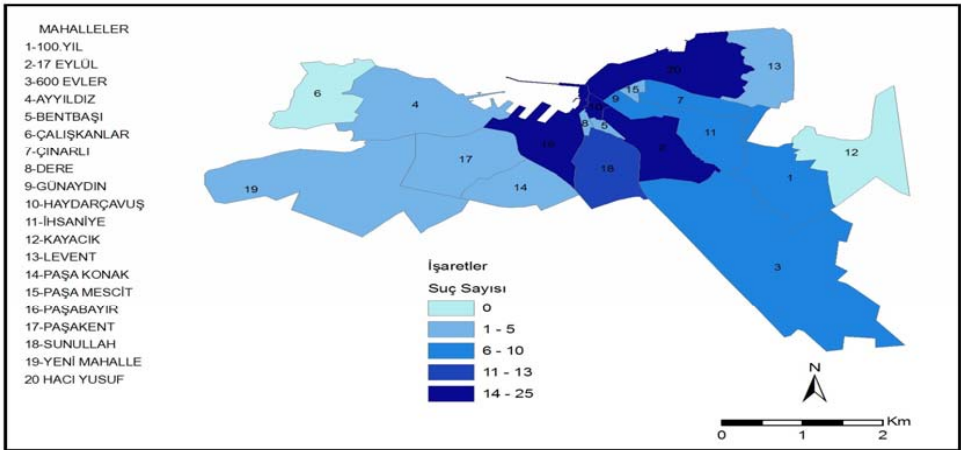 MAHALLELER
1-100.YIL
2-17 EYLÜL
3-600 EVLER
4-AYYILDIZ
5-BENTBAŞI
6-ÇALIŞKANLAR
7-ÇINARLI
8-DERE
9-GÜNAYDIN
10-HAYDARÇAVUŞ
11-İHSANİYE
12-KAYACIK
13-LEVENT
14-PAŞA KONAK
15-PAŞA MESCİT
16-PAŞABAYIR
17-PAŞAKENT
18-SUNULLAH
19-YENİ MAHALLE
20 HACI YUSUF
20
13
6
15
4
9
7
10
8
5
11
16
12
17
18
1
14
19
3
İşaretler
Suç Sayısı
0
1 - 5
6 - 10
11 - 13
14 - 25
N
Km
0 1 2